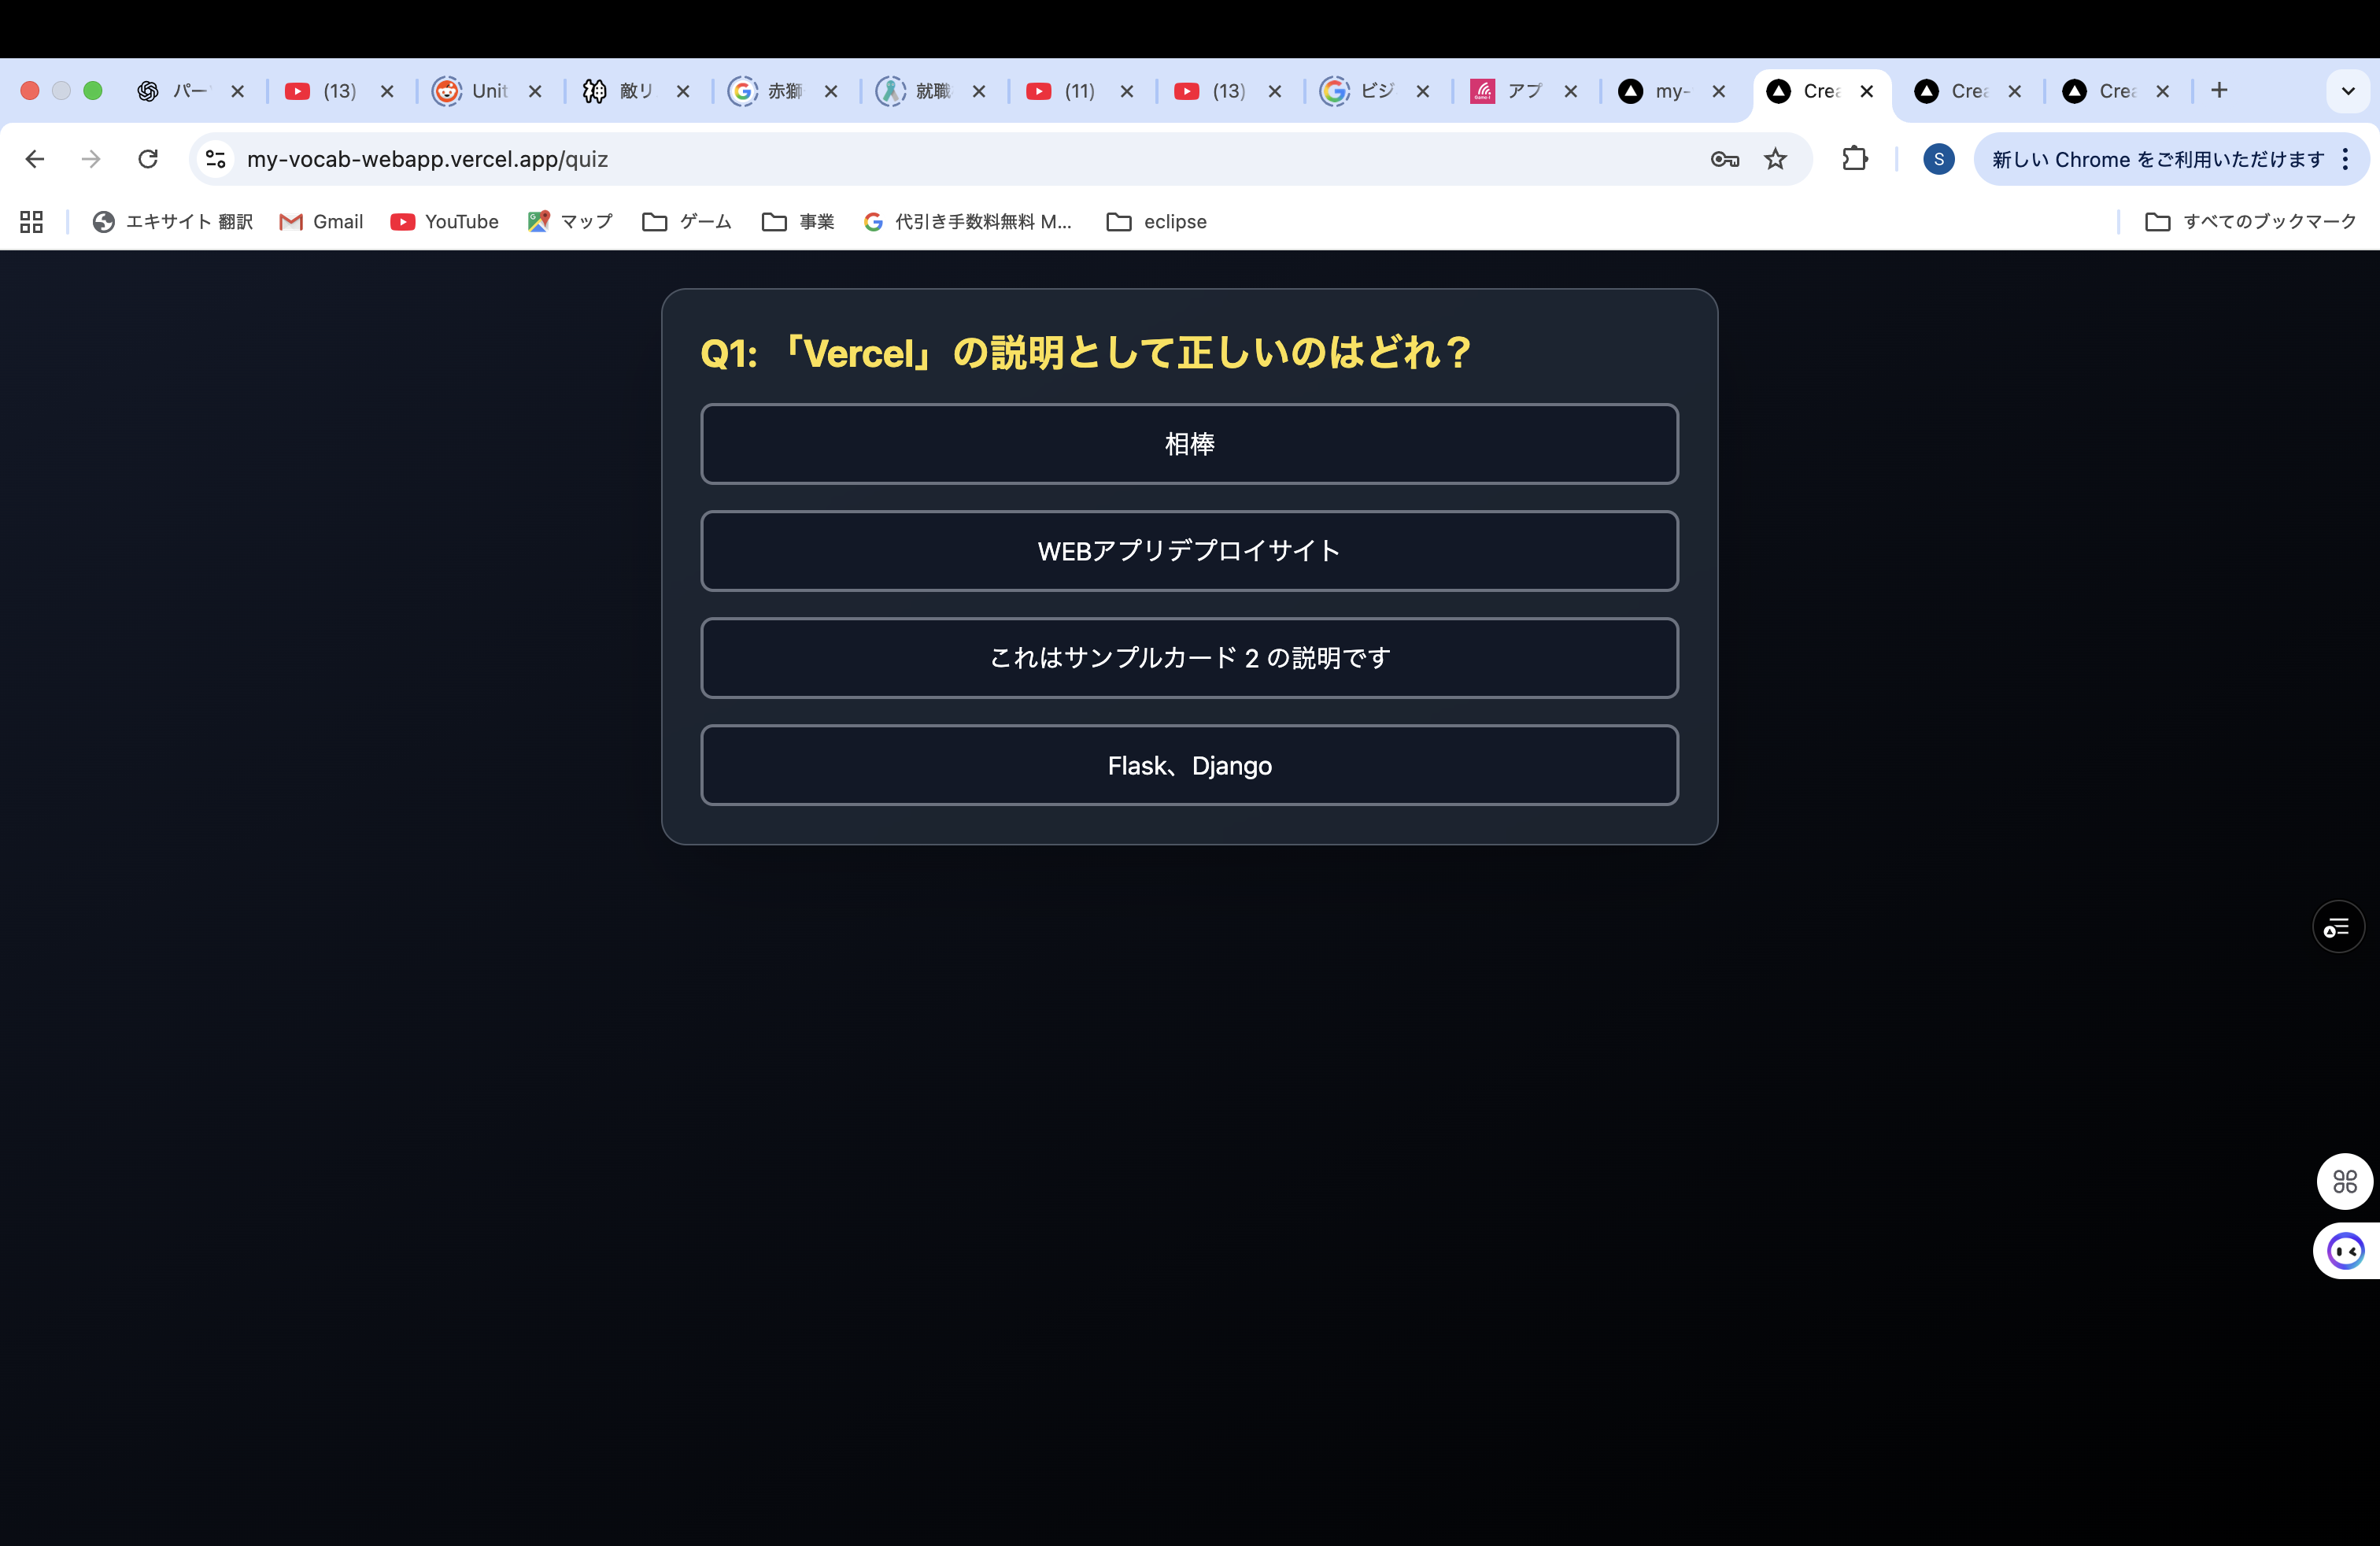 パー
(13)
Unit
敵リ
赤獅
就職
(11)
(13)
ビジ
アプ
my-
Crea
Crea
Crea
my-vocab-webapp.vercel.app/quiz
S
新しい Chrome をご利用いただけます
エキサイト 翻訳
Gmail
YouTube
マップ
ゲーム
事業
代引き手数料無料 M...
eclipse
すべてのブックマーク
Q1: 「Vercel」の説明として正しいのはどれ？
相棒
WEBアプリデプロイサイト
これはサンプルカード 2 の説明です
Flask、Django